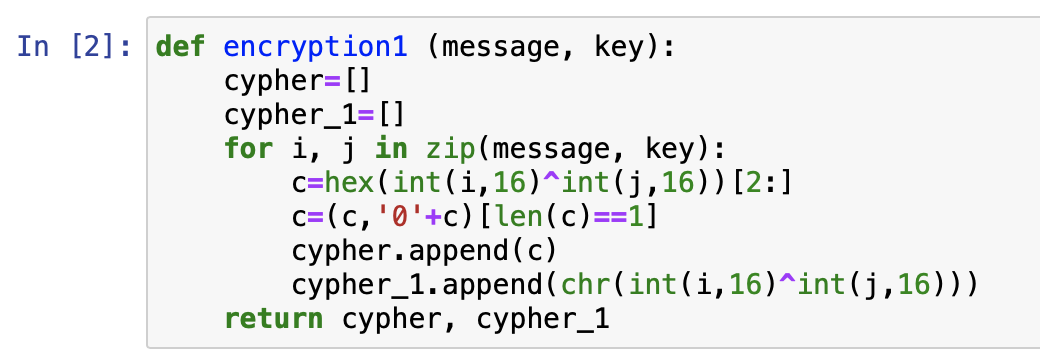 In [2]: def encryption1 (message, key):
    cypher=[]
    cypher_1=[]
    for i, j in zip(message, key):
        c=hex(int(i,16)^int(j,16))[2:]
        c=(c,'0'+c)[len(c)==1]
        cypher.append(c)
        cypher_1.append(chr(int(i,16)^int(j,16)))
    return cypher, cypher_1